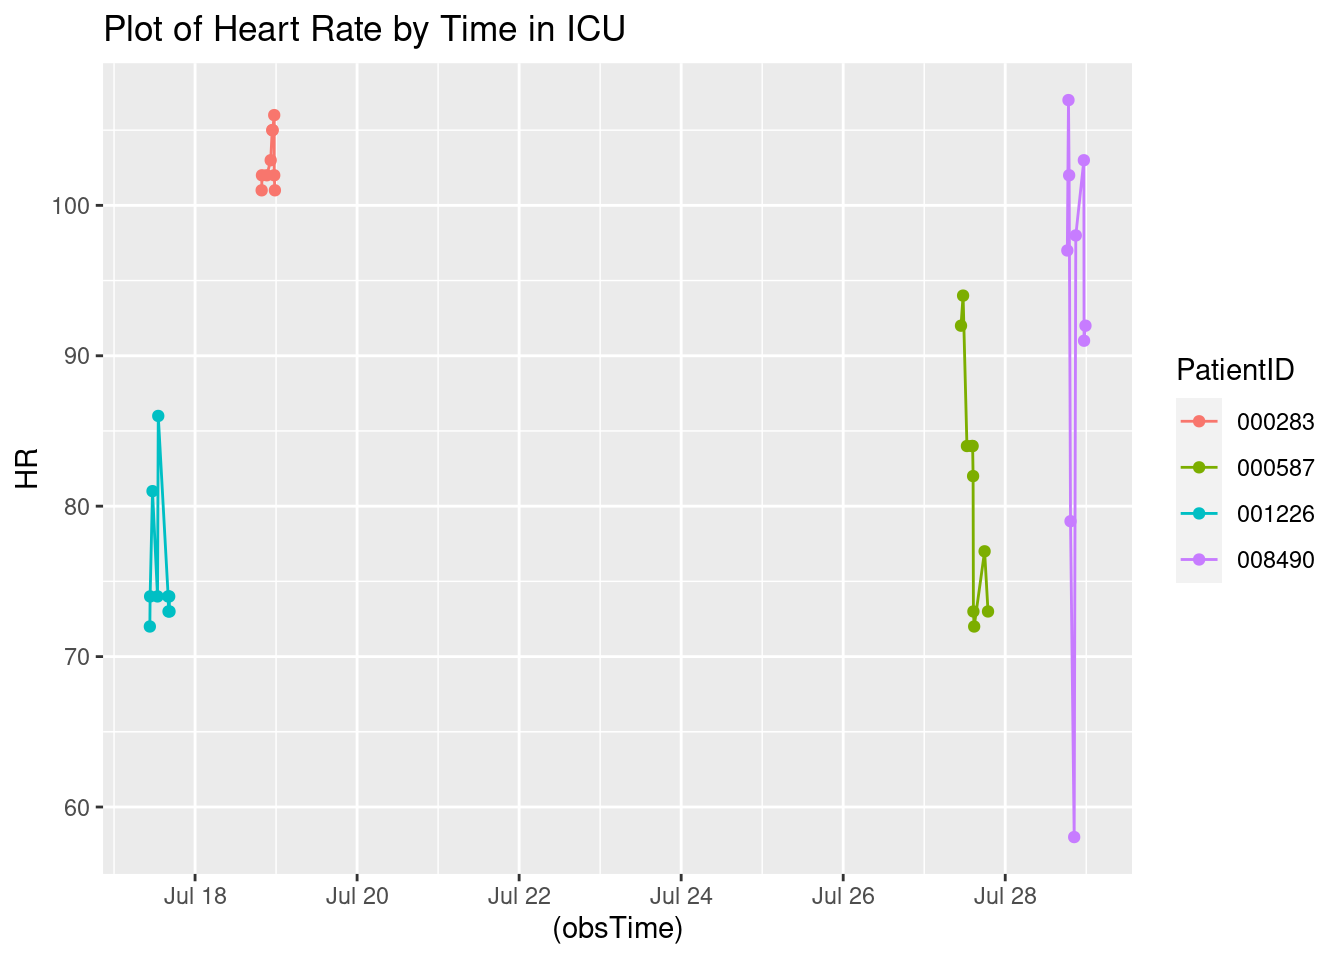 Plot of Heart Rate by Time in ICU
HR
100
90
80
70
60
Jul 18 Jul 20 Jul 22 Jul 24 Jul 26 Jul 28
(obsTime)
PatientID
000283
000587
001226
008490